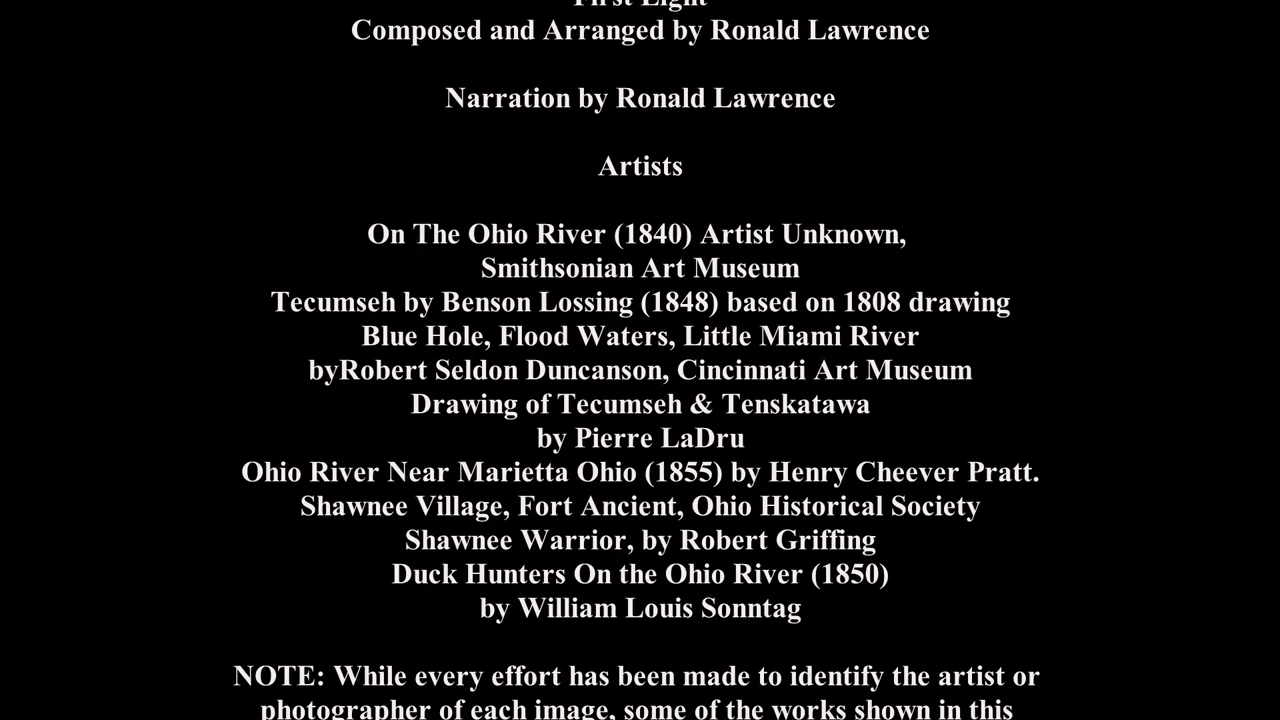 First Light
Composed and Arranged by Ronald Lawrence
Narration by Ronald Lawrence
Artists
On The Ohio River (1840) Artist Unknown,
Smithsonian Art Museum
Tecumseh by Benson Lossing (1848) based on 1808 drawing
Blue Hole, Flood Waters, Little Miami River
byRobert Seldon Duncanson, Cincinnati Art Museum
Drawing of Tecumseh & Tenskatawa
by Pierre LaDru
Ohio River Near Marietta Ohio (1855) by Henry Cheever Pratt.
Shawnee Village, Fort Ancient, Ohio Historical Society
Shawnee Warrior, by Robert Griffing
Duck Hunters On the Ohio River (1850)
by William Louis Sonntag
NOTE: While every effort has been made to identify the artist or
photographer of each image, some of the works shown in this